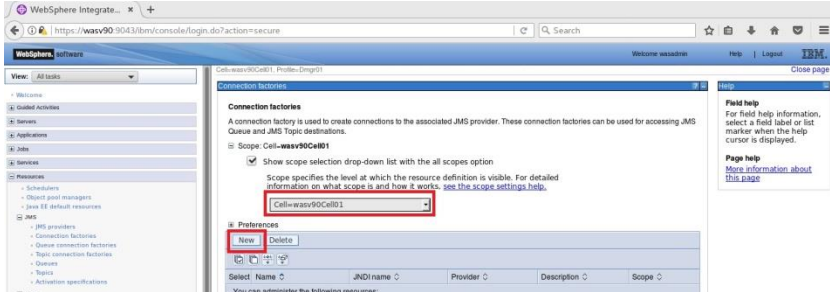 WebSphere Integrate...
https://wasv90:9043/ibm/console/login.do?action=secure
Search
WebSphere. software
Welcome wasadmin
Help | Logout
IBM.
View: All tasks
Cell=wasv90Cell01, Profile=Dmgr01
Close page
Welcome
Guided Activities
Servers
Applications
Jobs
Services
Resources
Schedulers
Object pool managers
Java EE default resources
JMS
JMS providers
Connection factories
Queue connection factories
Topic connection factories
Queues
Topics
Activation specifications
Connection factories
Connection factories
A connection factory is used to create connections to the associated JMS provider. These connection factories can be used for accessing JMS
Queue and JMS Topic destinations.
Scope: Cell=wasv90Cell01
Show scope selection drop-down list with the all scopes option
Scope specifies the level at which the resource definition is visible. For detailed
information on what scope is and how it works, see the scope settings help.
Cell=wasv90Cell01
Preferences
New Delete
Select Name JNDI name Provider Description Scope
You can administer the following resources:
Help
Field help
For field help information,
select a field label or list
marker when the help
cursor is displayed.
Page help
More information about
this page